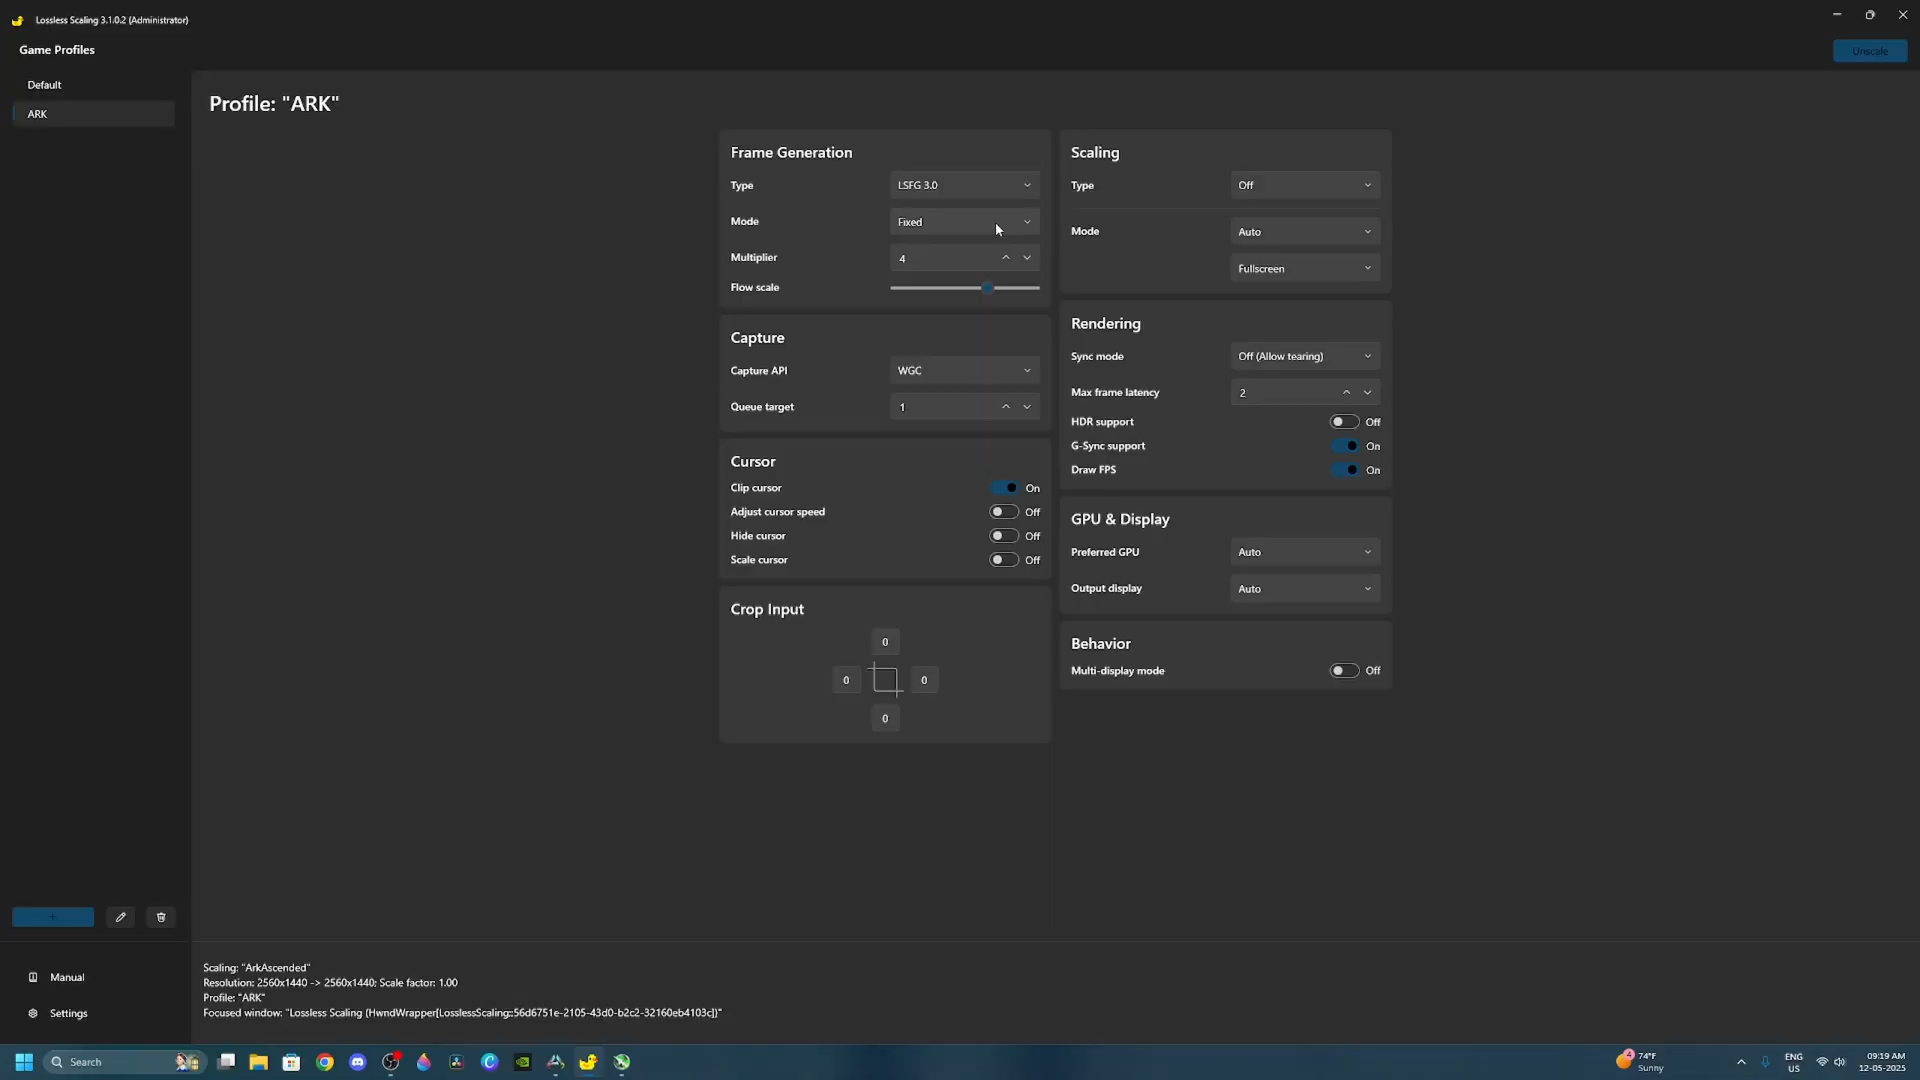 Lossless Scaling 3.1.0.2 (Administrator)
Game Profiles
Unscale
Default
ARK
Profile: "ARK"
Frame Generation
Type
LSFG 3.0
Mode
Fixed
Multiplier
4
Flow scale
Capture
Capture API
WGC
Queue target
1
Cursor
Clip cursor
On
Adjust cursor speed
Off
Hide cursor
Off
Scale cursor
Off
Crop Input
0
0
0
0
Scaling
Type
Off
Mode
Auto
Fullscreen
Rendering
Sync mode
Off (Allow tearing)
Max frame latency
2
HDR support
Off
G-Sync support
On
Draw FPS
On
GPU & Display
Preferred GPU
Auto
Output display
Auto
Behavior
Multi-display mode
Off
Manual
Settings
Scaling: "ArkAscended"
Resolution: 2560x1440 -> 2560x1440; Scale factor: 1.00
Profile: "ARK"
Focused window: "Lossless Scaling (HwndWrapper[LosslessScaling;;56d6751e-2105-43d0-b2c2-32160eb4103c])"
Search
4
74°F
Sunny
ENG
US
09:19 AM
12-05-2025